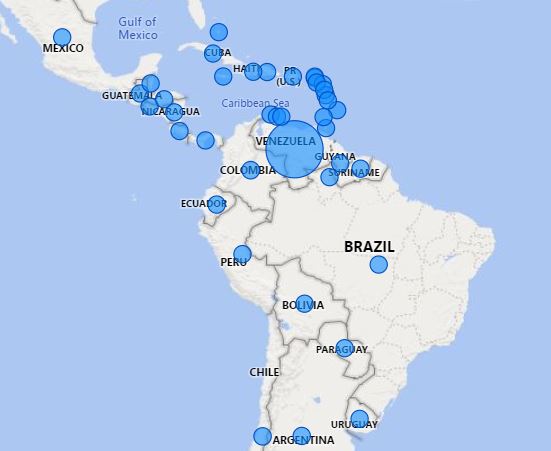 Gulf of
Mexico
MEXICO
CUBA
HAITI
PR
(U.S.)
GUATEMALA
Caribbean Sea
NICARAGUA
VENEZUELA
GUYANA
COLOMBIA
SURINAME
ECUADOR
BRAZIL
PERU
BOLIVIA
PARAGUAY
CHILE
URUGUAY
ARGENTINA